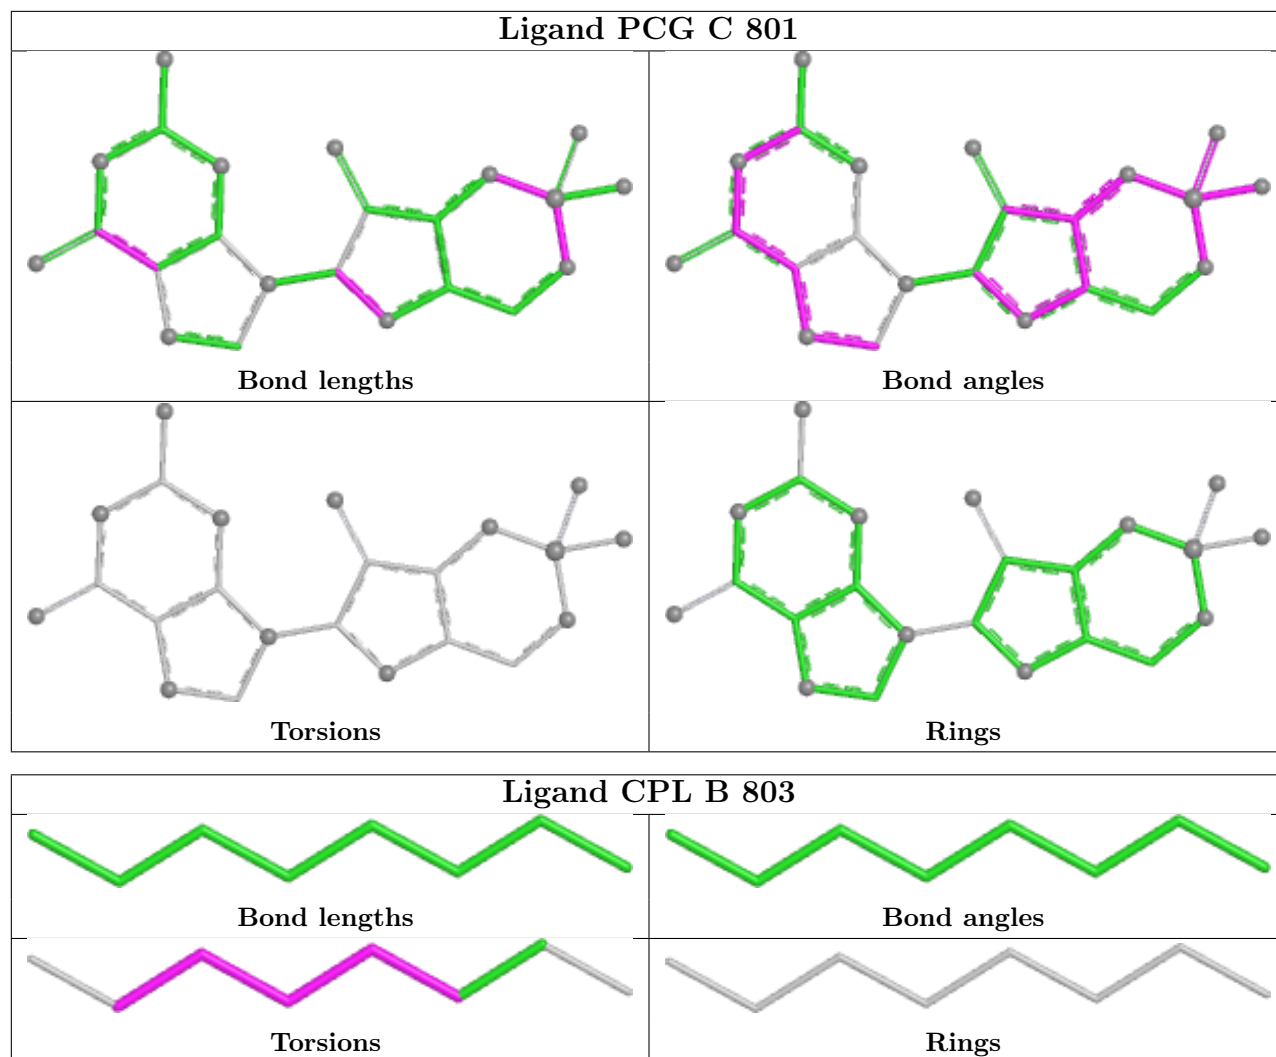 Ligand PCG C 801
Bond lengths
Bond angles
Torsions
Rings
Ligand CPL B 803
Bond lengths
Bond angles
Torsions
Rings